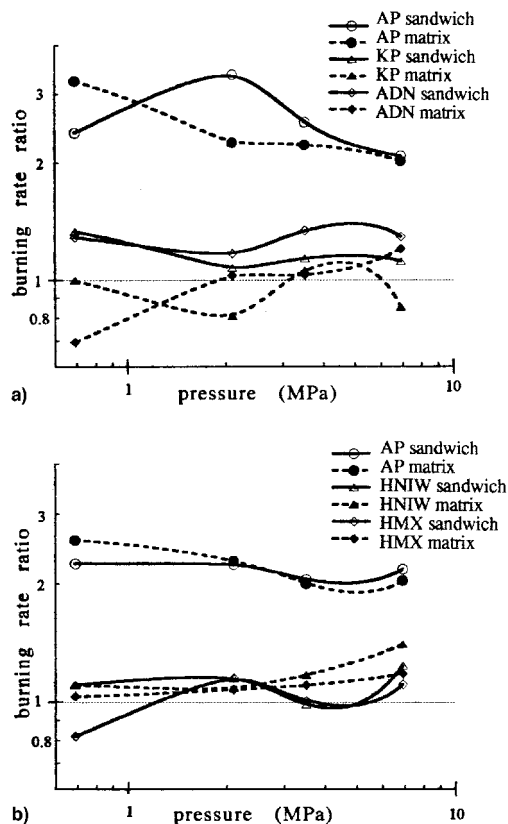 AP sandwich
AP matrix
KP sandwich
KP matrix
ADN sandwich
ADN matrix
burning rate ratio
3
2
1
0.8
1
10
a)
pressure (MPa)
AP sandwich
AP matrix
HNIW sandwich
HNIW matrix
HMX sandwich
HMX matrix
burning rate ratio
3
2
1
0.8
1
10
b)
pressure (MPa)